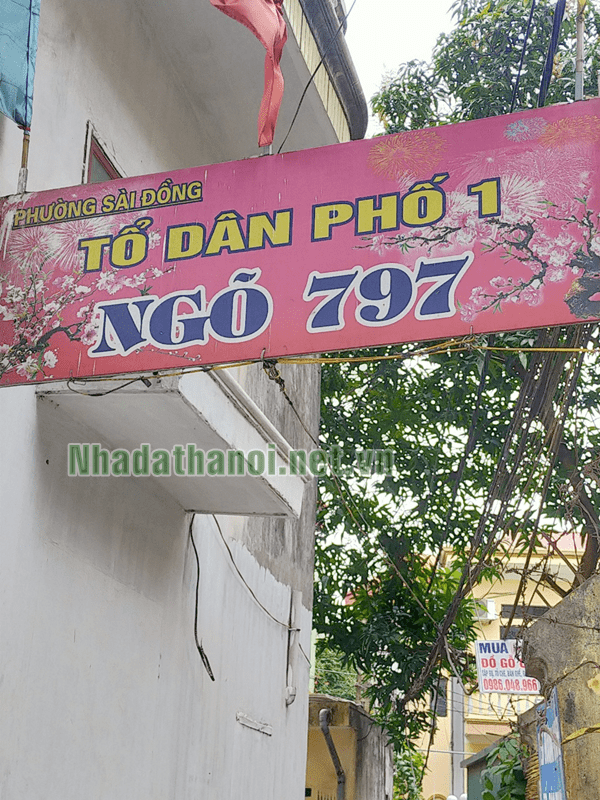 PHƯỜNG SÀI ĐỒNG
TỔ DÂN PHỐ 1
NGÕ 797
Nhadathanoi.net.vn
MUA
ĐỒ GỖ
0986.048.966